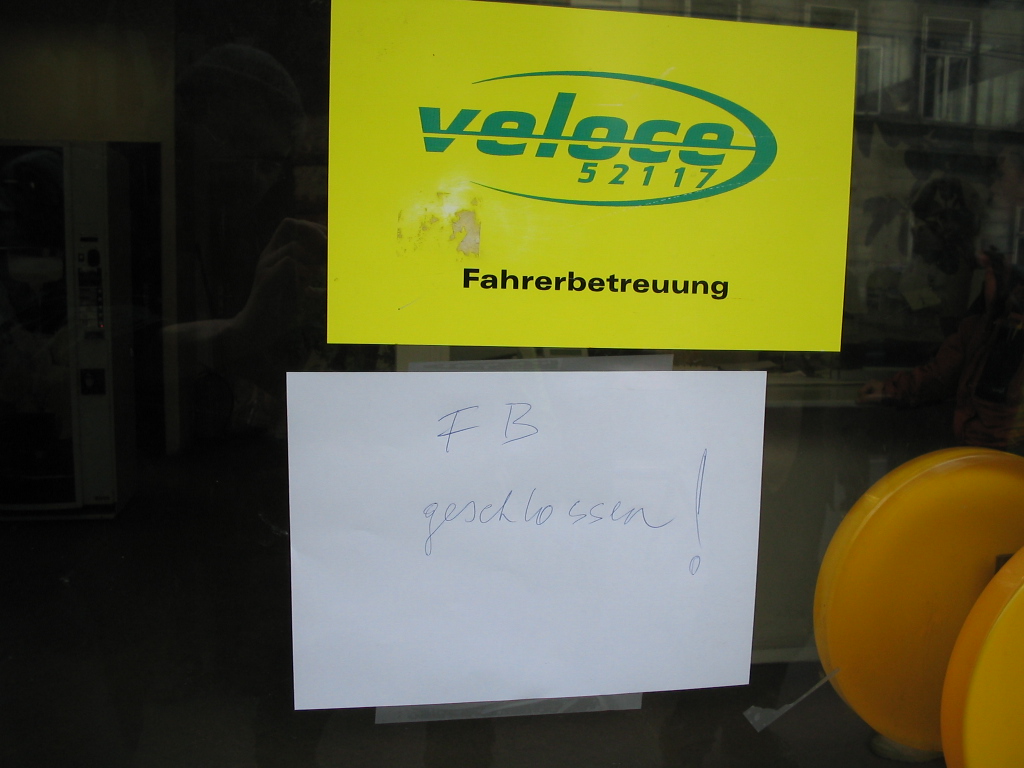 veloce
52117
Fahrerbetreuung
FB
geschlossen!